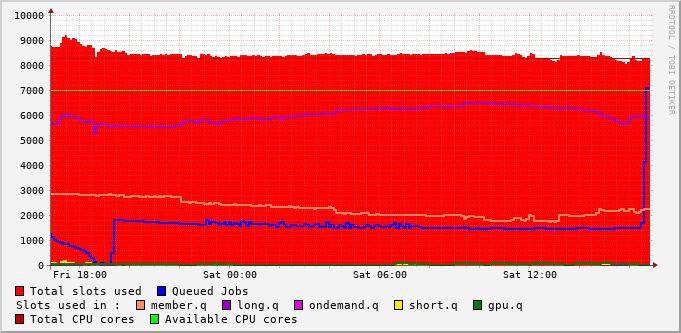 RRDTOOL / TOBI OETIKER
10000
9000
8000
7000
6000
5000
4000
3000
2000
1000
0
Fri 18:00 Sat 00:00 Sat 06:00 Sat 12:00
Total slots used Queued Jobs
Slots used in : member.q long.q ondemand.q short.q gpu.q
Total CPU cores Available CPU cores